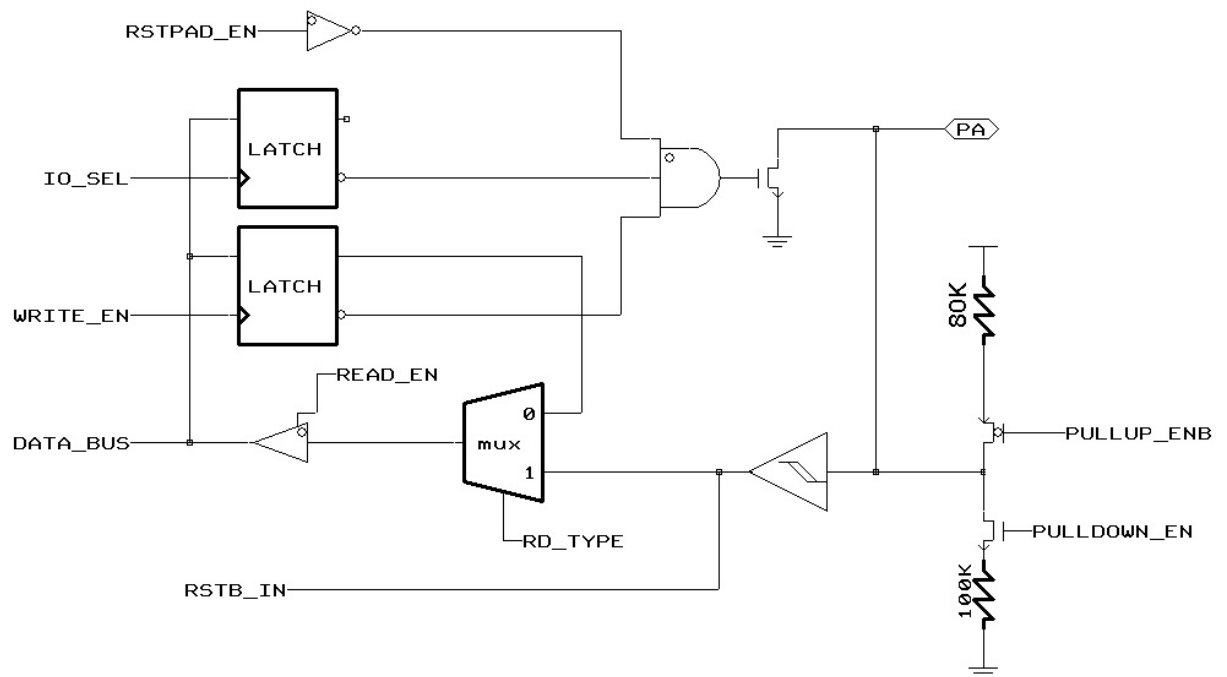 RSTPAD_EN
PA
LATCH
IO_SEL
LATCH
WRITE_EN
80K
READ_EN
0
DATA_BUS
mux
PULLUP_ENB
1
RD_TYPE
PULLDOWN_EN
RSTB_IN
100K